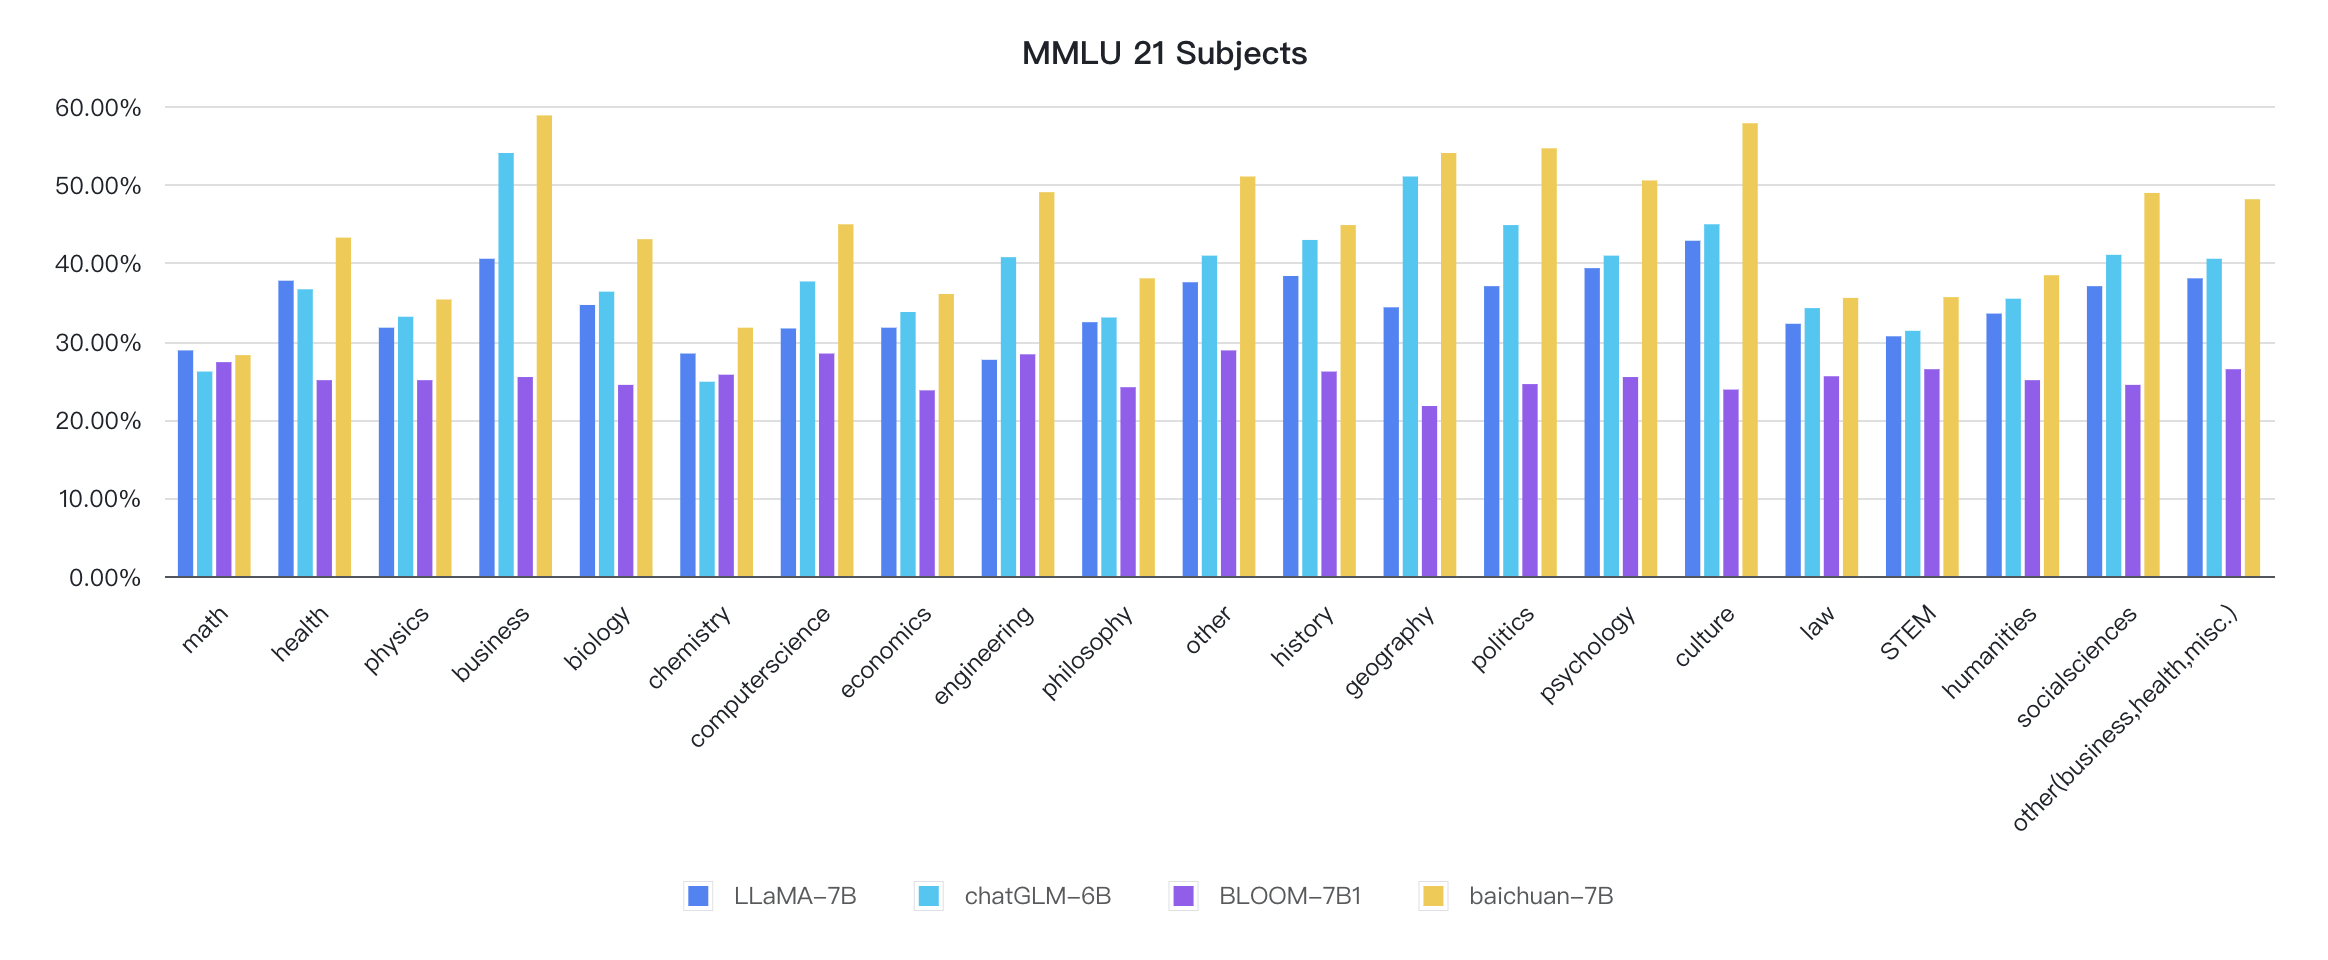 MMLU 21 Subjects
60.00%
50.00%
40.00%
30.00%
20.00%
10.00%
0.00%
math
health
physics
business
biology
chemistry
computerscience
economics
engineering
philosophy
other
history
geography
politics
psychology
culture
law
STEM
humanities
socialsciences
other(business,health,misc.)
LLaMA-7B
chatGLM-6B
BLOOM-7B1
baichuan-7B